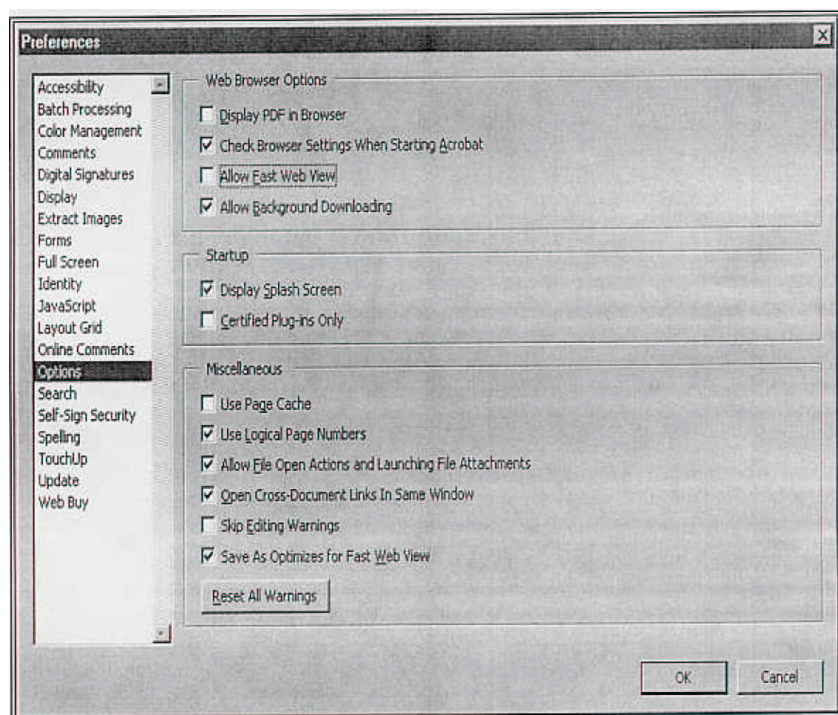 Preferences
Accessibility
Batch Processing
Color Management
Comments
Digital Signatures
Display
Extract Images
Forms
Full Screen
Identity
JavaScript
Layout Grid
Online Comments
Options
Search
Self-Sign Security
Spelling
TouchUp
Update
Web Buy
Web Browser Options
Display PDF in Browser
Check Browser Settings When Starting Acrobat
Allow Fast Web View
Allow Background Downloading
Startup
Display Splash Screen
Certified Plug-ins Only
Miscellaneous
Use Page Cache
Use Logical Page Numbers
Allow File Open Actions and Launching File Attachments
Open Cross-Document Links In Same Window
Skip Editing Warnings
Save As Optimizes for Fast Web View
Reset All Warnings
OK
Cancel